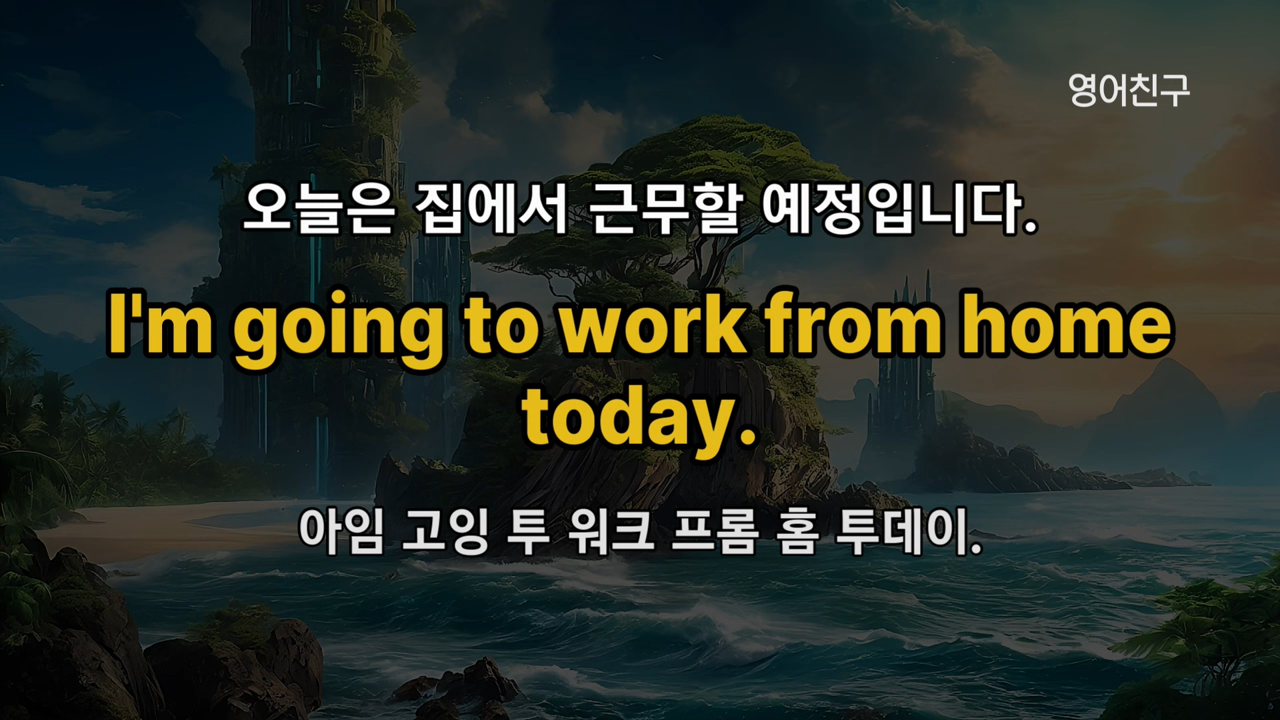 영어친구
오늘은 집에서 근무할 예정입니다.
I'm going to work from home
today.
아임 고잉 투 워크 프롬 홈 투데이.